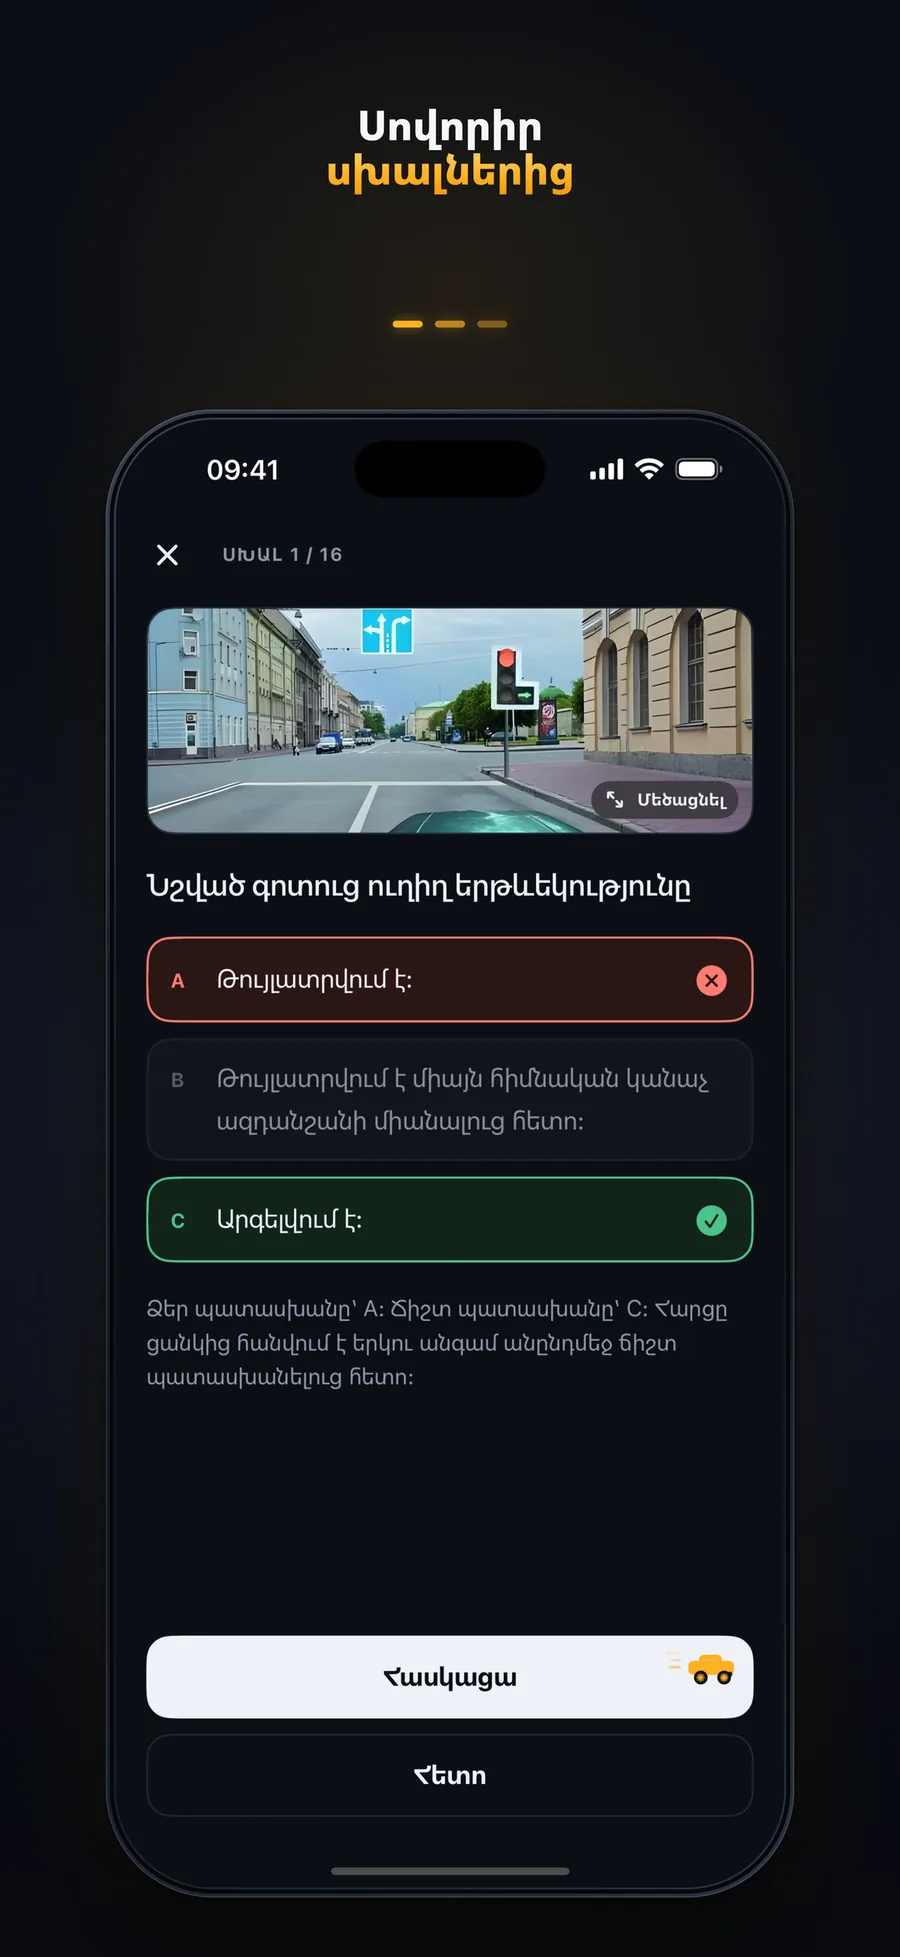 Սովորիր
սխալներից
09:41
ՍԽԱԼ 1 / 16
Մեծացնել
Նշված գոտուց ուղիղ երթևեկությունը
A Թույլատրվում է:
B Թույլատրվում է միայն հիմնական կանաչ
ազդանշանի միանալուց հետո:
C Արգելվում է:
Ձեր պատասխանը՝ A: Ճիշտ պատասխանը՝ C: Հարցը
ցանկից հանվում է երկու անգամ անընդմեջ ճիշտ
պատասխանելուց հետո:
Հասկացա
Հետո